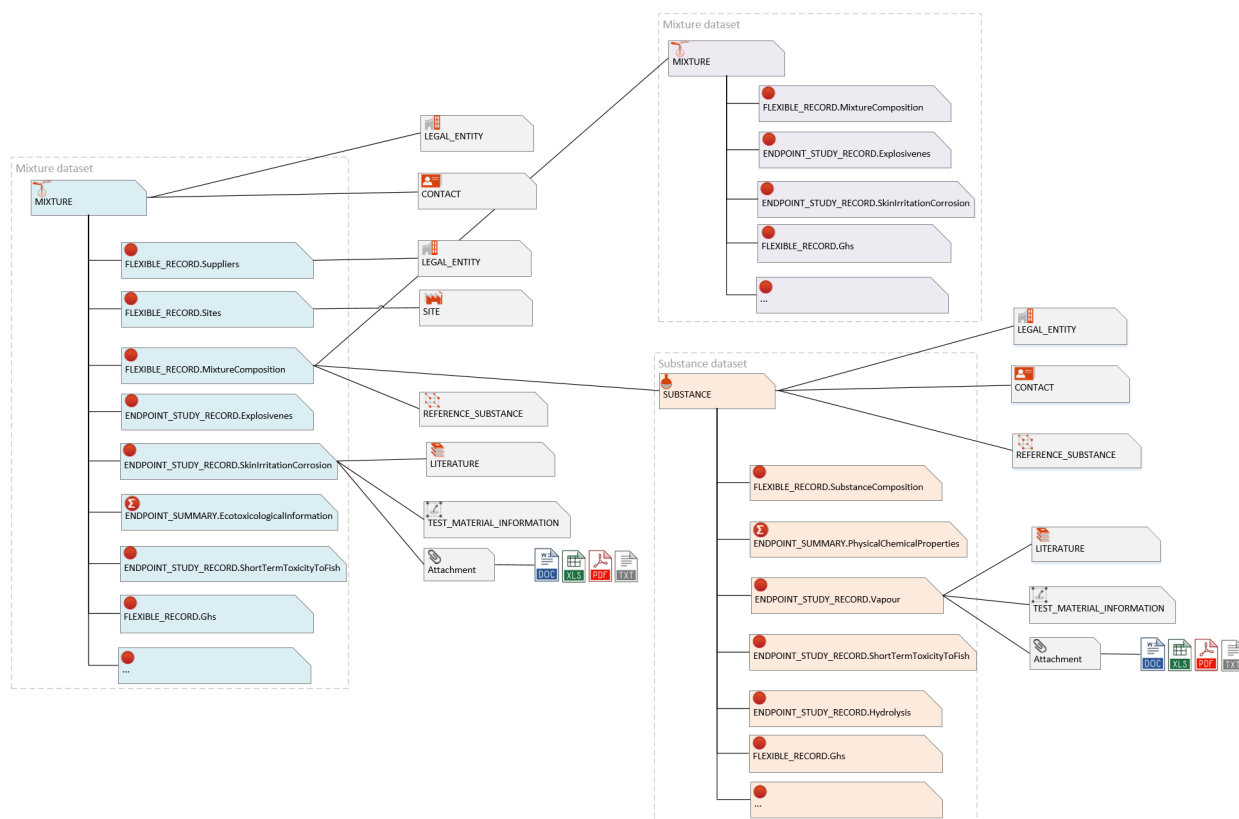 Mixture dataset
MIXTURE
FLEXIBLE_RECORD.Suppliers
FLEXIBLE_RECORD.Sites
FLEXIBLE_RECORD.MixtureComposition
ENDPOINT_STUDY_RECORD.Explosivenes
ENDPOINT_STUDY_RECORD.SkinIrritationCorrosion
ENDPOINT_SUMMARY.EcotoxicologicalInformation
ENDPOINT_STUDY_RECORD.ShortTermToxicityToFish
FLEXIBLE_RECORD.Ghs
...
LEGAL_ENTITY
CONTACT
LEGAL_ENTITY
SITE
REFERENCE_SUBSTANCE
LITERATURE
TEST_MATERIAL_INFORMATION
Attachment
W
DOC
XLS
PDF
TXT
Mixture dataset
MIXTURE
FLEXIBLE_RECORD.MixtureComposition
ENDPOINT_STUDY_RECORD.Explosivenes
ENDPOINT_STUDY_RECORD.SkinIrritationCorrosion
FLEXIBLE_RECORD.Ghs
...
Substance dataset
SUBSTANCE
FLEXIBLE_RECORD.SubstanceComposition
ENDPOINT_SUMMARY.PhysicalChemicalProperties
ENDPOINT_STUDY_RECORD.Vapour
ENDPOINT_STUDY_RECORD.ShortTermToxicityToFish
ENDPOINT_STUDY_RECORD.Hydrolysis
FLEXIBLE_RECORD.Ghs
...
LEGAL_ENTITY
CONTACT
REFERENCE_SUBSTANCE
LITERATURE
TEST_MATERIAL_INFORMATION
Attachment
W
DOC
XLS
PDF
TXT